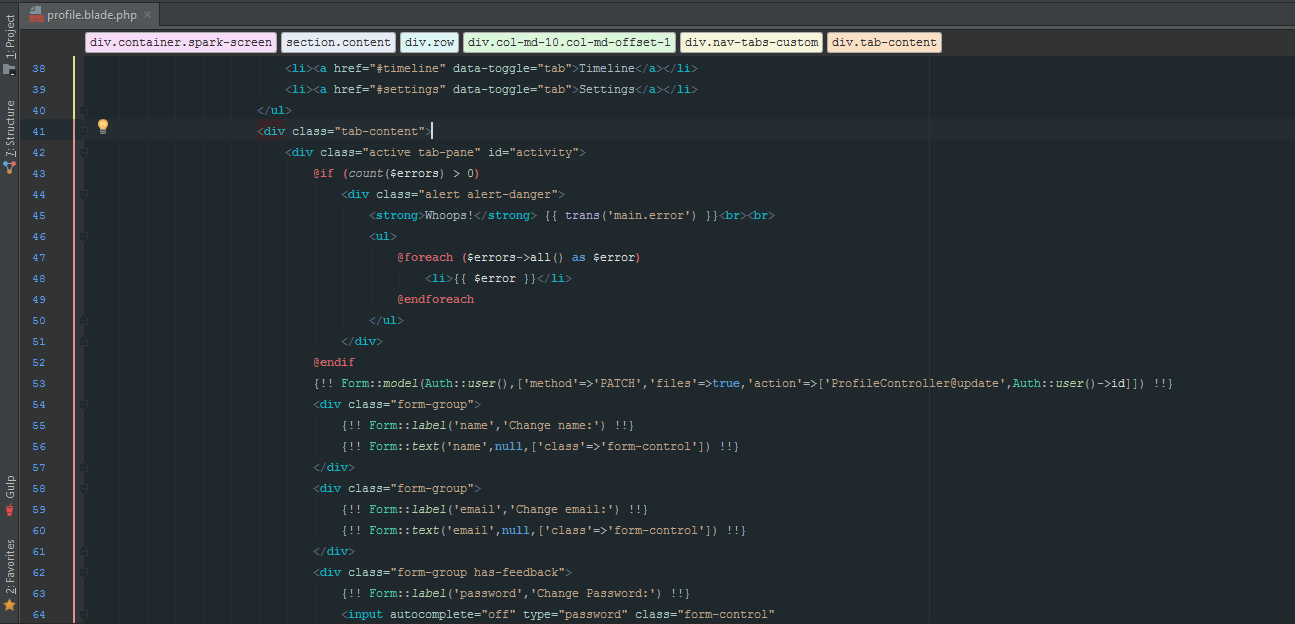 profile.blade.php
1: Project
7: Structure
Gulp
2: Favorites
div.container.spark-screen section.content div.row div.col-md-10.col-md-offset-1 div.nav-tabs-custom div.tab-content
38 <li><a href="#timeline" data-toggle="tab">Timeline</a></li>
39 <li><a href="#settings" data-toggle="tab">Settings</a></li>
40 </ul>
41 <div class="tab-content">
42 <div class="active tab-pane" id="activity">
43 @if (count($errors) > 0)
44 <div class="alert alert-danger">
45 <strong>Whoops!</strong> {{ trans('main.error') }}<br><br>
46 <ul>
47 @foreach ($errors->all() as $error)
48 <li>{{ $error }}</li>
49 @endforeach
50 </ul>
51 </div>
52 @endif
53 {!! Form::model(Auth::user(),['method'=>'PATCH','files'=>true,'action'=>['ProfileController@update',Auth::user()->id]]) !!}
54 <div class="form-group">
55 {!! Form::label('name','Change name:') !!}
56 {!! Form::text('name',null,['class'=>'form-control']) !!}
57 </div>
58 <div class="form-group">
59 {!! Form::label('email','Change email:') !!}
60 {!! Form::text('email',null,['class'=>'form-control']) !!}
61 </div>
62 <div class="form-group has-feedback">
63 {!! Form::label('password','Change Password:') !!}
64 <input autocomplete="off" type="password" class="form-control"